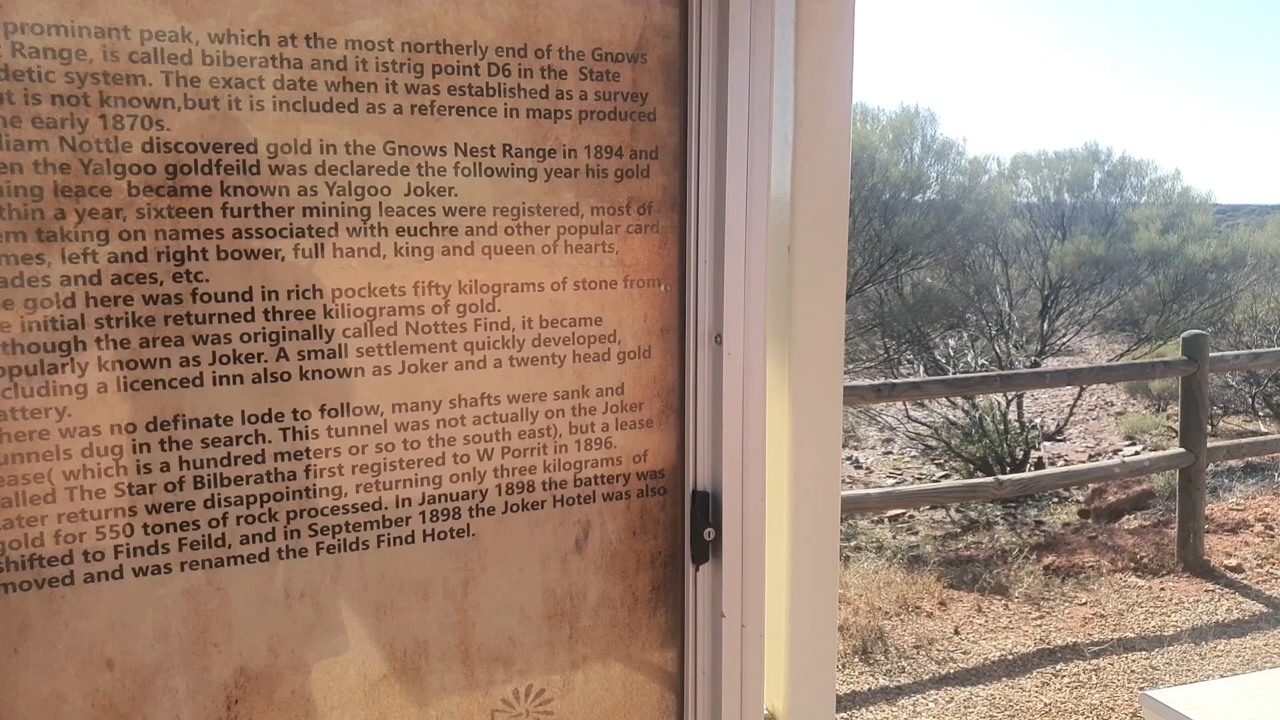 prominant peak, which at the most northerly end of the Gnows
Range, is called biberatha and it istrig point D6 in the State
detic system. The exact date when it was established as a survey
is not known,but it is included as a reference in maps produced
he early 1870s.
liam Nottle discovered gold in the Gnows Nest Range in 1894 and
en the Yalgoo goldfeild was declarede the following year his gold
ning leace became known as Yalgoo Joker.
thin a year, sixteen further mining leaces were registered, most of
em taking on names associated with euchre and other popular card
mes, left and right bower, full hand, king and queen of hearts,
ades and aces, etc.
e gold here was found in rich pockets fifty kilograms of stone from
e initial strike returned three kiliograms of gold.
though the area was originally called Nottes Find, it became
opularly known as Joker. A small settlement quickly developed,
cluding a licenced inn also known as Joker and a twenty head gold
attery.
here was no definate lode to follow, many shafts were sank and
unnels dug in the search. This tunnel was not actually on the Joker
ease( which is a hundred meters or so to the south east), but a lease
alled The Star of Bilberatha first registered to W Porrit in 1896.
ater returns were disappointing, returning only three kilograms of
gold for 550 tones of rock processed. In January 1898 the battery was
shifted to Finds Feild, and in September 1898 the Joker Hotel was also
moved and was renamed the Feilds Find Hotel.